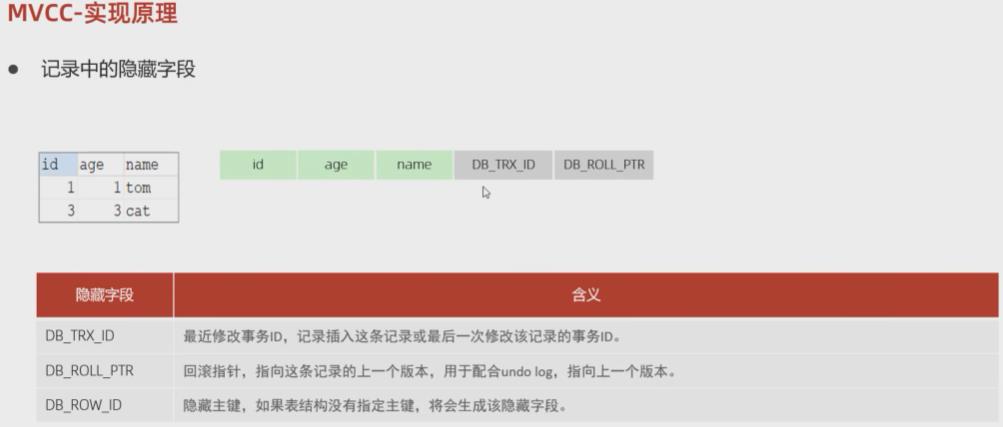 MVCC-实现原理
● 记录中的隐藏字段
id age name
1 1 tom
3 3 cat
id age name DB_TRX_ID DB_ROLL_PTR
隐藏字段 含义
DB_TRX_ID 最近修改事务ID，记录插入这条记录或最后一次修改该记录的事务ID。
DB_ROLL_PTR 回滚指针，指向这条记录的上一个版本，用于配合undo log，指向上一个版本。
DB_ROW_ID 隐藏主键，如果表结构没有指定主键，将会生成该隐藏字段。